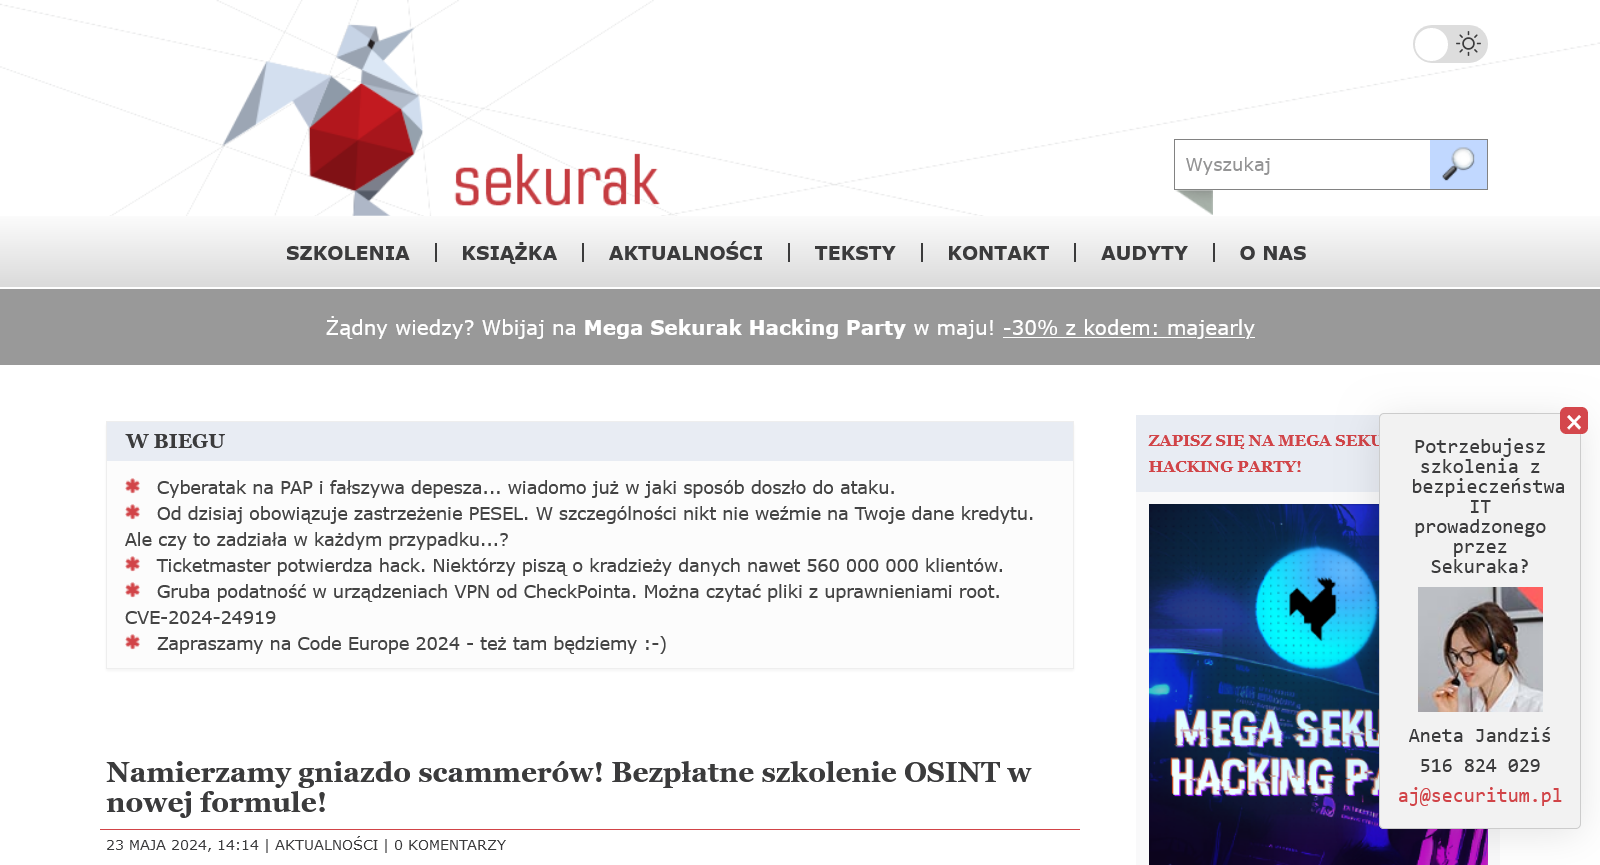 sekurak
Wyszukaj
SZKOLENIA | KSIĄŻKA | AKTUALNOŚCI | TEKSTY | KONTAKT | AUDYTY | O NAS
Żądny wiedzy? Wbijaj na Mega Sekurak Hacking Party w maju! -30% z kodem: majearly
W BIEGU
Cyberatak na PAP i fałszywa depesza... wiadomo już w jaki sposób doszło do ataku.
Od dzisiaj obowiązuje zastrzeżenie PESEL. W szczególności nikt nie weźmie na Twoje dane kredytu.
Ale czy to zadziała w każdym przypadku...?
Ticketmaster potwierdza hack. Niektórzy piszą o kradzieży danych nawet 560 000 000 klientów.
Gruba podatność w urządzeniach VPN od CheckPointa. Można czytać pliki z uprawnieniami root.
CVE-2024-24919
Zapraszamy na Code Europe 2024 - też tam będziemy :-)
Namierzamy gniazdo scammerów! Bezpłatne szkolenie OSINT w
nowej formule!
23 MAJA 2024, 14:14 | AKTUALNOŚCI | 0 KOMENTARZY
ZAPISZ SIĘ NA MEGA SEKU
HACKING PARTY!
MEGA SEKU
HACKING PA
Potrzebujesz
szkolenia z
bezpieczeństwa
IT
prowadzonego
przez
Sekuraka?
Aneta Jandziś
516 824 029
aj@securitum.pl